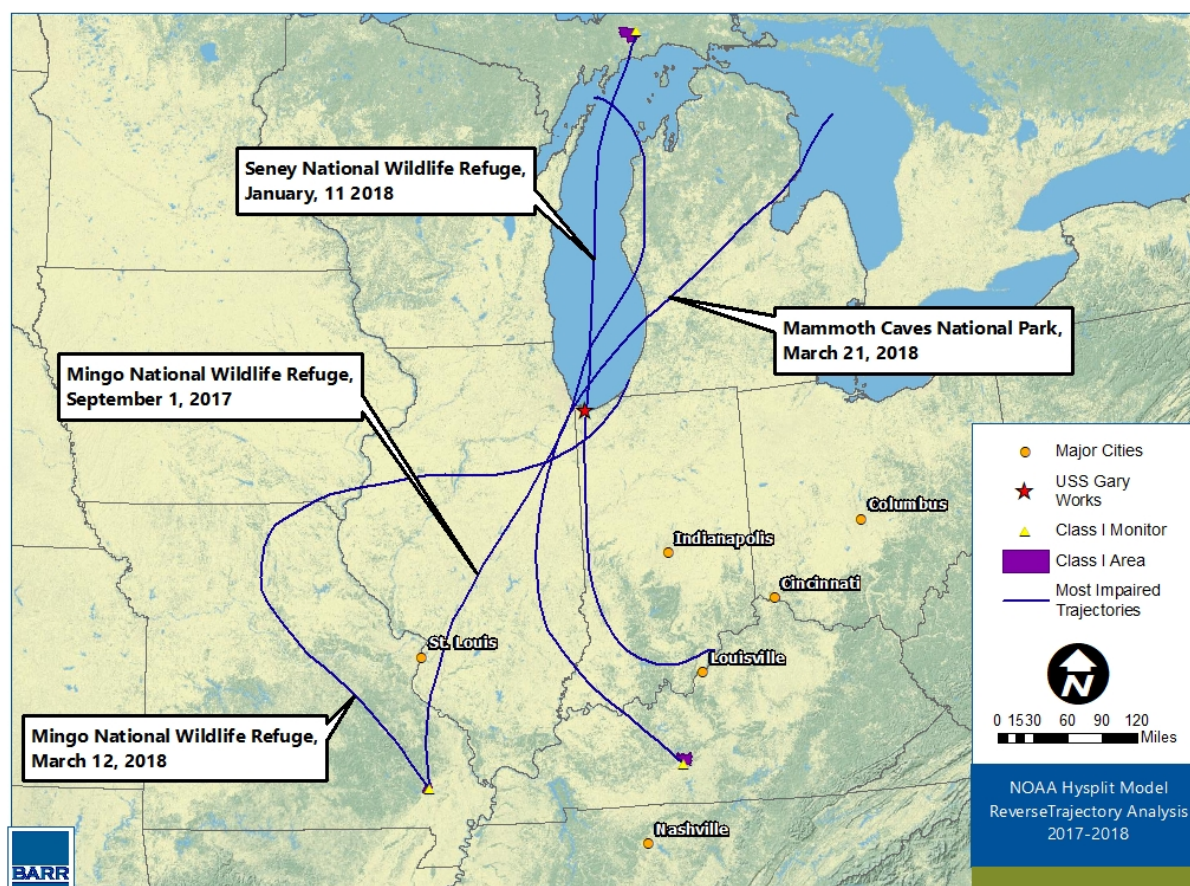 Seney National Wildlife Refuge,
January, 11 2018
Mammoth Caves National Park,
March 21, 2018
Mingo National Wildlife Refuge,
September 1, 2017
Mingo National Wildlife Refuge,
March 12, 2018
Columbus
Indianapolis
Cincinnati
St. Louis
Louisville
Nashville
Major Cities
USS Gary
Works
Class I Monitor
Class I Area
Most Impaired
Trajectories
N
0 1530 60 90 120
Miles
NOAA Hysplit Model
ReverseTrajectory Analysis
2017-2018
BARR